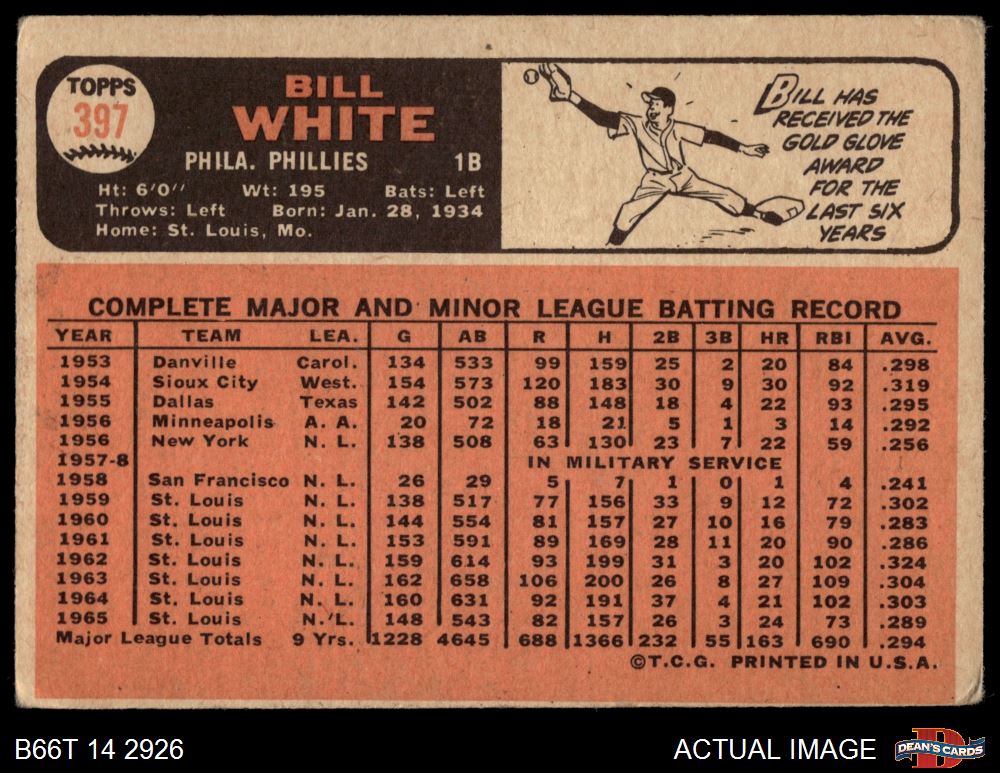 TOPPS
397
BILL
WHITE
PHILA. PHILLIES 1B
Ht: 6'0" Wt: 195 Bats: Left
Throws: Left Born: Jan. 28, 1934
Home: St. Louis, Mo.
BILL HAS
RECEIVED THE
GOLD GLOVE
AWARD
FOR THE
LAST SIX
YEARS
COMPLETE MAJOR AND MINOR LEAGUE BATTING RECORD
YEAR TEAM LEA. G AB R H 2B 3B HR RBI AVG.
1953 Danville Carol. 134 533 99 159 25 2 20 84 .298
1954 Sioux City West. 154 573 120 183 30 9 30 92 .319
1955 Dallas Texas 142 502 88 148 18 4 22 93 .295
1956 Minneapolis A. A. 20 72 18 21 5 1 3 14 .292
1956 New York N. L. 138 508 63 130 23 7 22 59 .256
1957-8 IN MILITARY SERVICE
1958 San Francisco N. L. 26 29 5 7 1 0 1 4 .241
1959 St. Louis N. L. 138 517 77 156 33 9 12 72 .302
1960 St. Louis N. L. 144 554 81 157 27 10 16 79 .283
1961 St. Louis N. L. 153 591 89 169 28 11 20 90 .286
1962 St. Louis N. L. 159 614 93 199 31 3 20 102 .324
1963 St. Louis N. L. 162 658 106 200 26 8 27 109 .304
1964 St. Louis N. L. 160 631 92 191 37 4 21 102 .303
1965 St. Louis N. L. 148 543 82 157 26 3 24 73 .289
Major League Totals 9 Yrs. 1228 4645 688 1366 232 55 163 690 .294
©T.C.G. PRINTED IN U.S.A.
B66T 14 2926
ACTUAL IMAGE
DEAN'S CARDS